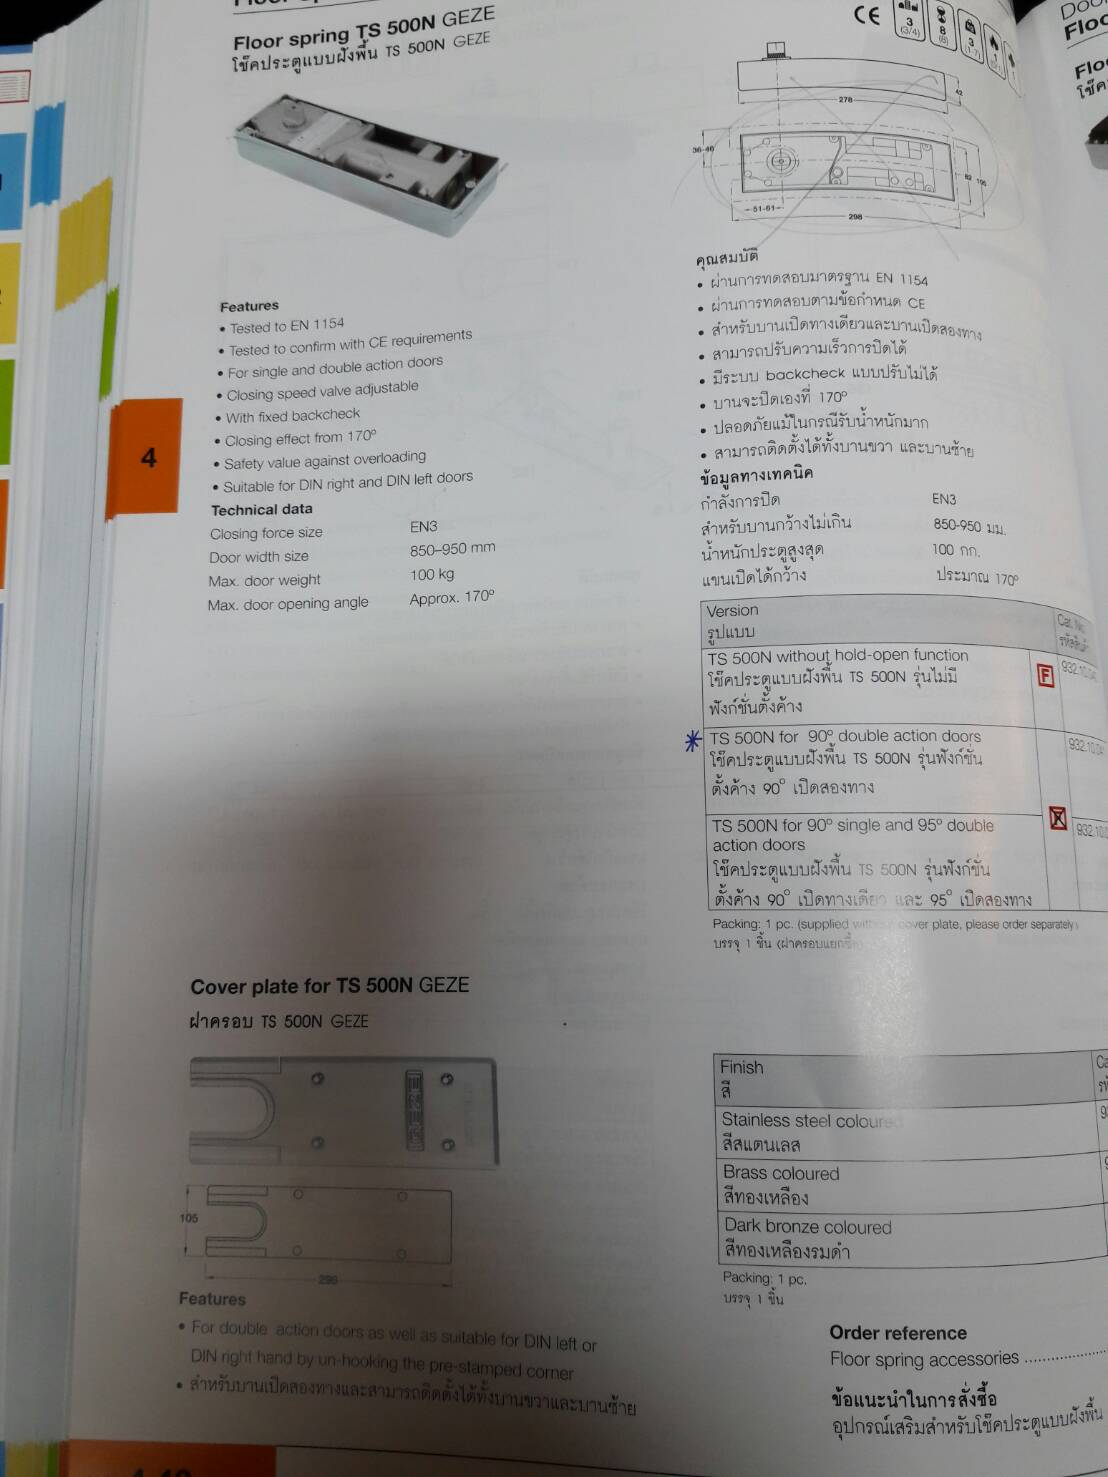 Floor spring TS 500N GEZE
โช๊คประตูแบบฝังพื้น TS 500N GEZE
CE
3
(3/4)
8
3
(1-7)
1
278
42
36-46
82
105
51-61
298
Features
• Tested to EN 1154
• Tested to confirm with CE requirements
• For single and double action doors
• Closing speed valve adjustable
• With fixed backcheck
• Closing effect from 170º
• Safety value against overloading
• Suitable for DIN right and DIN left doors
Technical data
Closing force size EN3
Door width size 850–950 mm
Max. door weight 100 kg
Max. door opening angle Approx. 170º
4
คุณสมบัติ
• ผ่านการทดสอบมาตรฐาน EN 1154
• ผ่านการทดสอบตามข้อกำหนด CE
• สำหรับบานเปิดทางเดียวและบานเปิดสองทาง
• สามารถปรับความเร็วการปิดได้
• มีระบบ backcheck แบบปรับไม่ได้
• บานจะปิดเองที่ 170º
• ปลอดภัยแม้ในกรณีรับน้ำหนักมาก
• สามารถติดตั้งได้ทั้งบานขวา และบานซ้าย
ข้อมูลทางเทคนิค
กำลังการปิด EN3
สำหรับบานกว้างไม่เกิน 850-950 มม.
น้ำหนักประตูสูงสุด 100 กก.
แขนเปิดได้กว้าง ประมาณ 170º
Version Cat. No.
รูปแบบ รหัสสินค้า
TS 500N without hold-open function F 932.10.040
โช๊คประตูแบบฝังพื้น TS 500N รุ่นไม่มี
ฟังก์ชั่นตั้งค้าง
* TS 500N for 90º double action doors 932.10.04
โช๊คประตูแบบฝังพื้น TS 500N รุ่นฟังก์ชั่น
ตั้งค้าง 90º เปิดสองทาง
TS 500N for 90º single and 95º double 932.10.0
action doors
โช๊คประตูแบบฝังพื้น TS 500N รุ่นฟังก์ชั่น
ตั้งค้าง 90º เปิดทางเดียว และ 95º เปิดสองทาง
Packing: 1 pc. (supplied without cover plate, please order separately)
บรรจุ 1 ชิ้น (ฝาครอบแยกซื้อ)
Cover plate for TS 500N GEZE
ฝาครอบ TS 500N GEZE
105
298
Features
• For double action doors as well as suitable for DIN left or
DIN right hand by un-hooking the pre-stamped corner
• สำหรับบานเปิดสองทางและสามารถติดตั้งได้ทั้งบานขวาและบานซ้าย
Finish Ca
สี
Stainless steel coloured 9
สีสแตนเลส
Brass coloured
สีทองเหลือง
Dark bronze coloured
สีทองเหลืองรมดำ
Packing: 1 pc.
บรรจุ 1 ชิ้น
Order reference
Floor spring accessories ......................
ข้อแนะนำในการสั่งซื้อ
อุปกรณ์เสริมสำหรับโช๊คประตูแบบฝังพื้น
Floc
Floo
โช๊ค